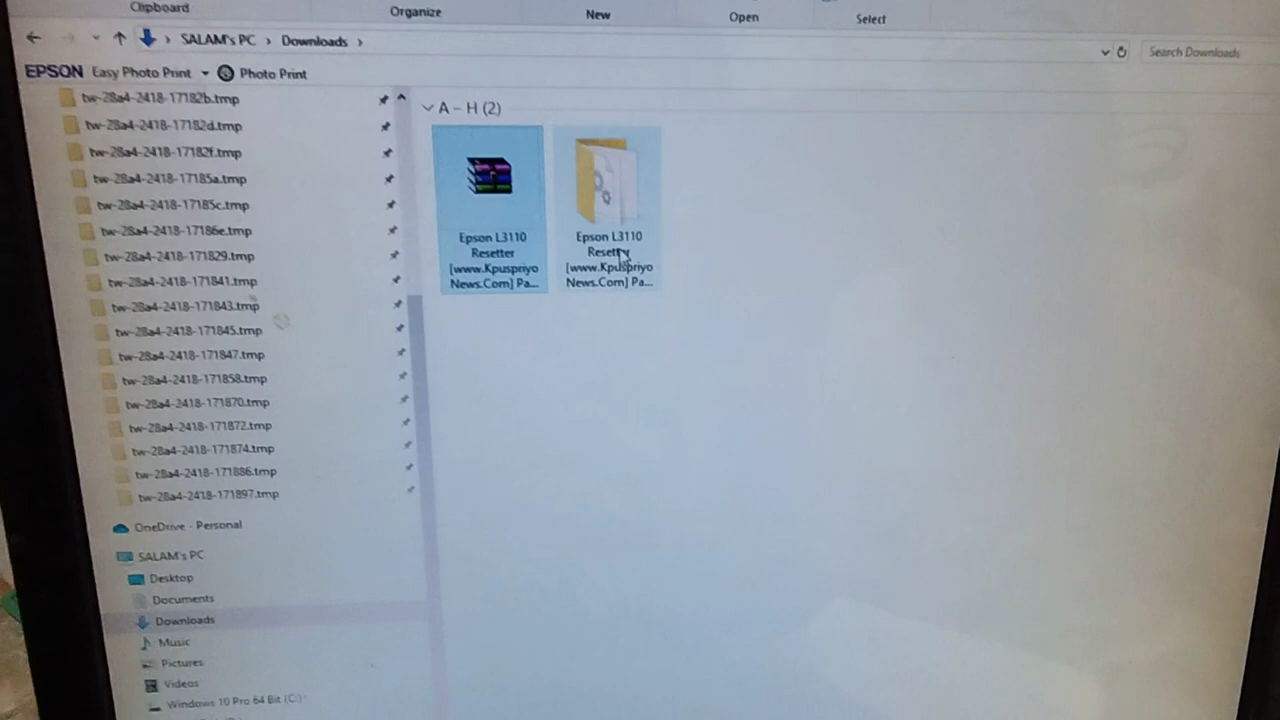 Clipboard
Organize
New
Open
Select
SALAM's PC > Downloads >
Search Downloads
EPSON Easy Photo Print Photo Print
tw-28a4-2418-17182b.tmp
tw-28a4-2418-17182d.tmp
tw-28a4-2418-17182f.tmp
tw-28a4-2418-17185a.tmp
tw-28a4-2418-17185c.tmp
tw-28a4-2418-17186e.tmp
tw-28a4-2418-171829.tmp
tw-28a4-2418-171841.tmp
tw-28a4-2418-171843.tmp
tw-28a4-2418-171845.tmp
tw-28a4-2418-171847.tmp
tw-28a4-2418-171858.tmp
tw-28a4-2418-171870.tmp
tw-28a4-2418-171872.tmp
tw-28a4-2418-171874.tmp
tw-28a4-2418-171886.tmp
tw-28a4-2418-171897.tmp
OneDrive - Personal
SALAM's PC
Desktop
Documents
Downloads
Music
Pictures
Videos
Windows 10 Pro 64 Bit (C:)
A – H (2)
Epson L3110
Resetter
[www.Kpuspriyo
News.Com] Pa...
Epson L3110
Resetter
[www.Kpuspriyo
News.Com] Pa...